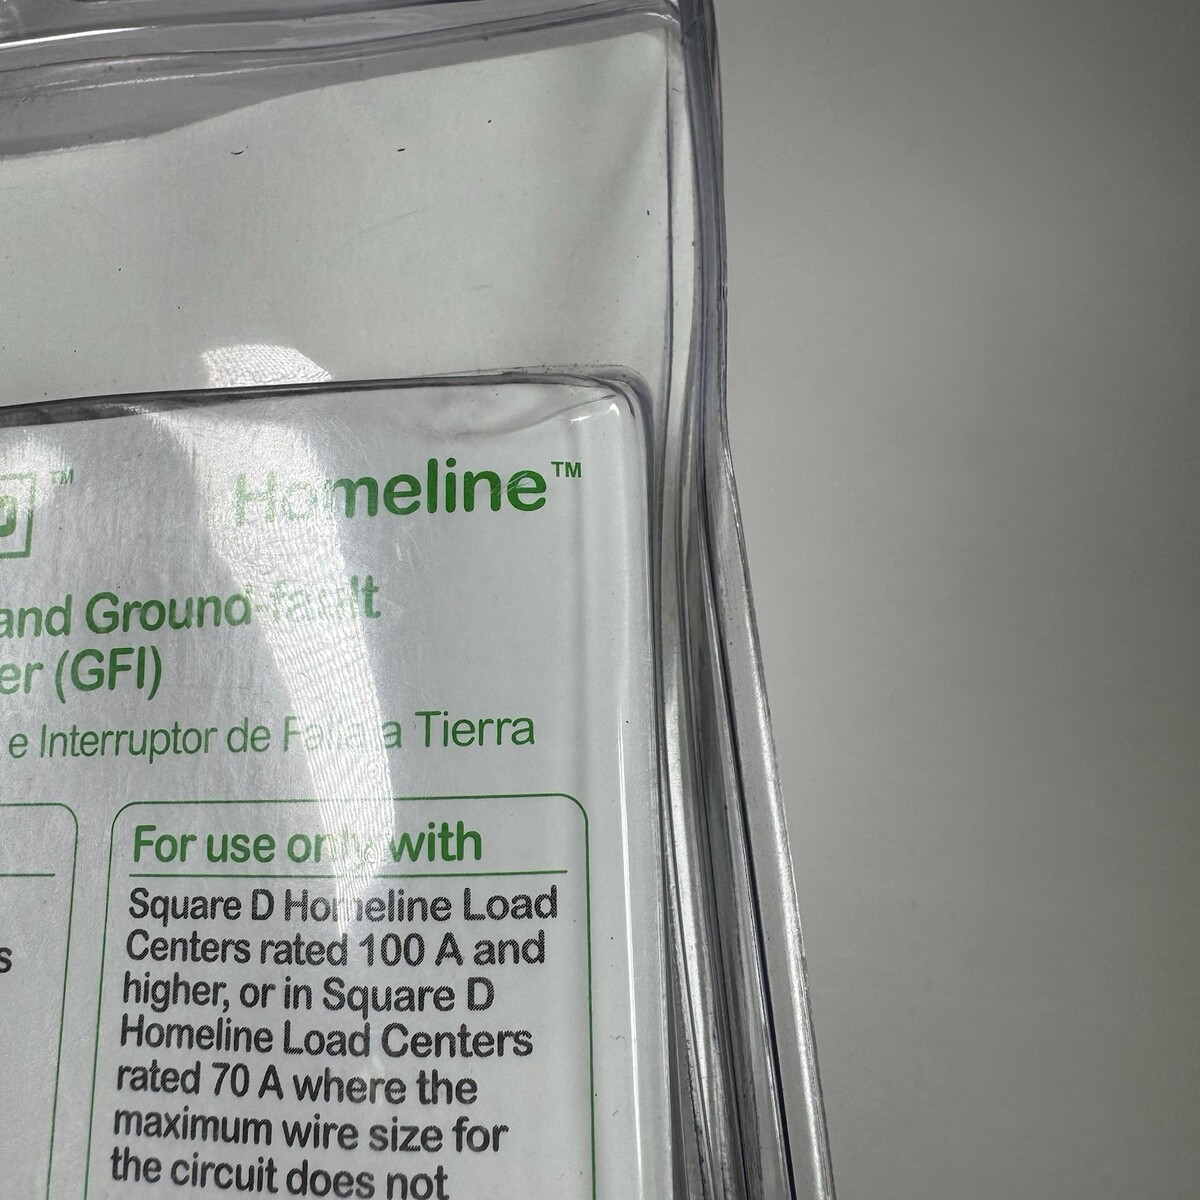 ™ Homeline™
and Ground-fault
er (GFI)
e Interruptor de Falla a Tierra
For use only with
Square D Homeline Load
Centers rated 100 A and
s
higher, or in Square D
Homeline Load Centers
rated 70 A where the
maximum wire size for
the circuit does not